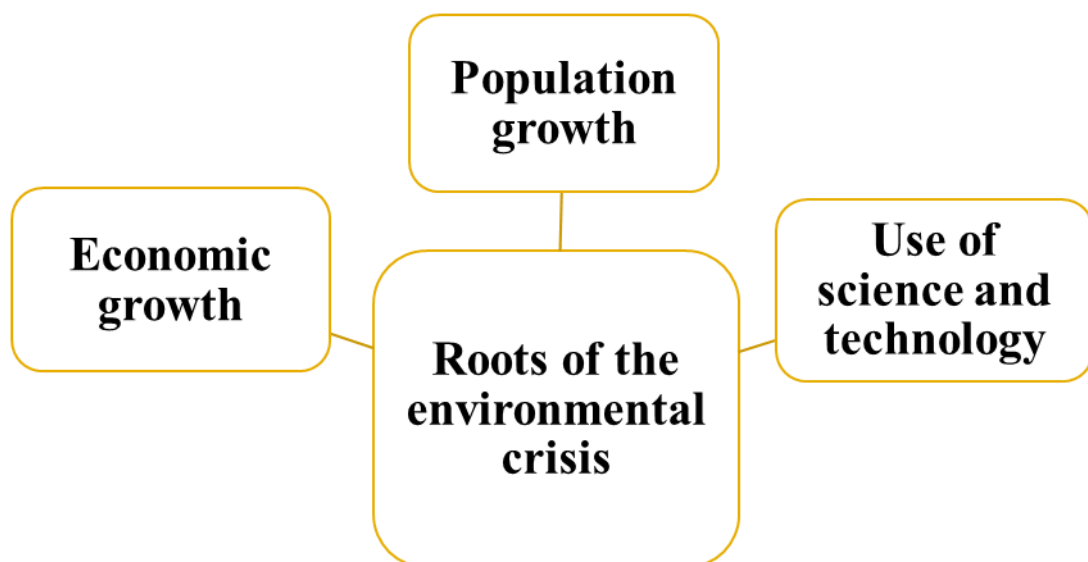 Population
growth
Economic
growth
Use of
science and
technology
Roots of the
environmental
crisis